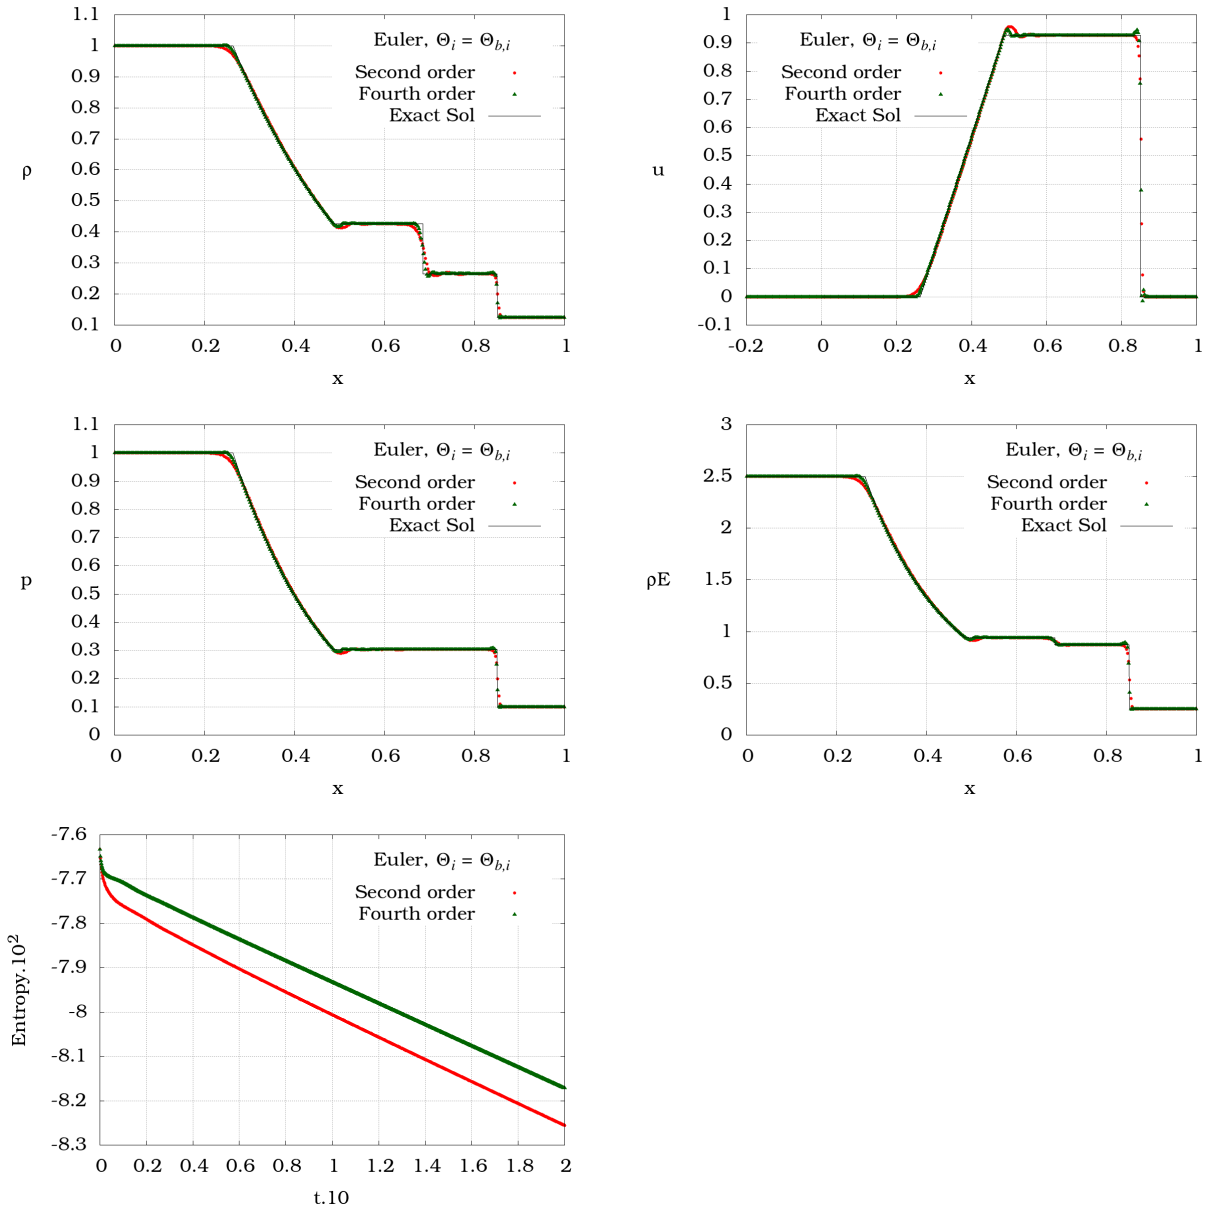 1.1
1
0.9
0.8
0.7
0.6
0.5
0.4
0.3
0.2
0.1
ρ
Euler, Θi = Θb,i
Second order
Fourth order
Exact Sol
0 0.2 0.4 0.6 0.8 1
x
1
0.9
0.8
0.7
0.6
0.5
0.4
0.3
0.2
0.1
0
-0.1
u
Euler, Θi = Θb,i
Second order
Fourth order
Exact Sol
-0.2 0 0.2 0.4 0.6 0.8 1
x
1.1
1
0.9
0.8
0.7
0.6
0.5
0.4
0.3
0.2
0.1
0
p
Euler, Θi = Θb,i
Second order
Fourth order
Exact Sol
0 0.2 0.4 0.6 0.8 1
x
3
2.5
2
1.5
1
0.5
0
ρE
Euler, Θi = Θb,i
Second order
Fourth order
Exact Sol
0 0.2 0.4 0.6 0.8 1
x
-7.6
-7.7
-7.8
-7.9
-8
-8.1
-8.2
-8.3
Entropy.10²
Euler, Θi = Θb,i
Second order
Fourth order
0 0.2 0.4 0.6 0.8 1 1.2 1.4 1.6 1.8 2
t.10